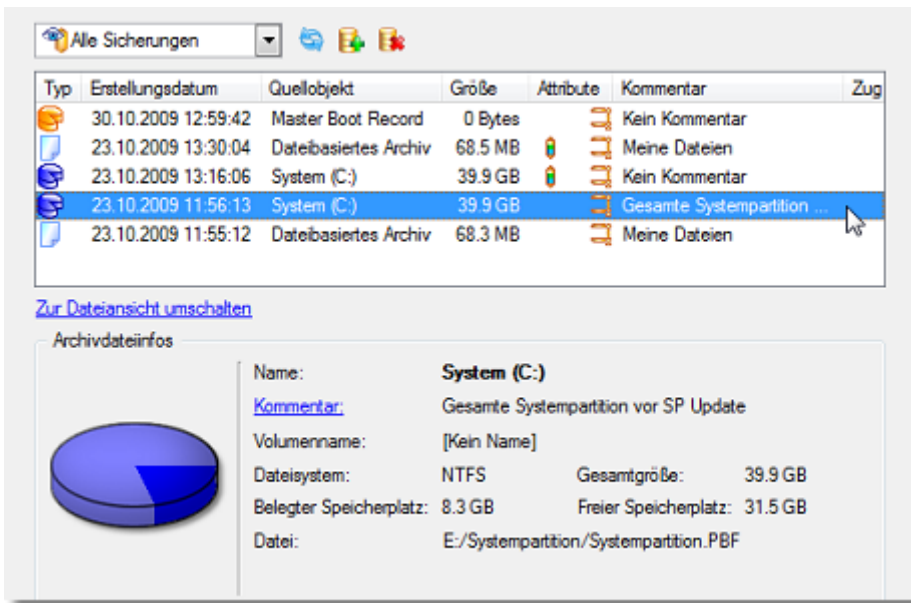 Alle Sicherungen
Typ Erstellungsdatum Quellobjekt Größe Attribute Kommentar Zug
30.10.2009 12:59:42 Master Boot Record 0 Bytes Kein Kommentar
23.10.2009 13:30:04 Dateibasiertes Archiv 68.5 MB Meine Dateien
23.10.2009 13:16:06 System (C:) 39.9 GB Kein Kommentar
23.10.2009 11:56:13 System (C:) 39.9 GB Gesamte Systempartition ...
23.10.2009 11:55:12 Dateibasiertes Archiv 68.3 MB Meine Dateien
Zur Dateiansicht umschalten
Archivdateiinfos
Name: System (C:)
Kommentar: Gesamte Systempartition vor SP Update
Volumenname: [Kein Name]
Dateisystem: NTFS Gesamtgröße: 39.9 GB
Belegter Speicherplatz: 8.3 GB Freier Speicherplatz: 31.5 GB
Datei: E:/Systempartition/Systempartition.PBF